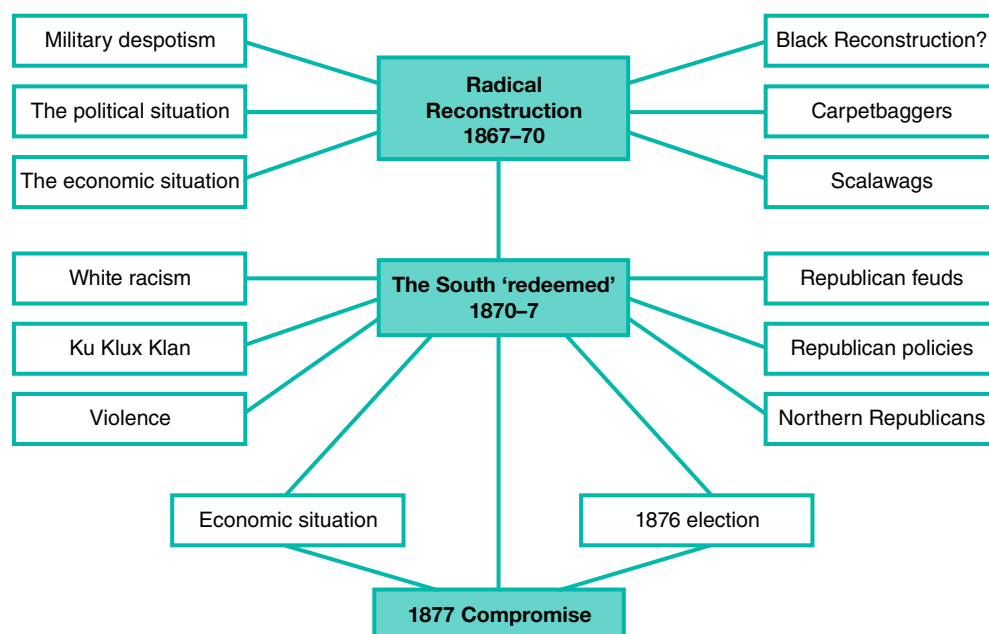 Military despotism
Black Reconstruction?
Radical
Reconstruction
1867–70
The political situation
Carpetbaggers
The economic situation
Scalawags
White racism
The South ‘redeemed’
1870–7
Republican feuds
Ku Klux Klan
Republican policies
Violence
Northern Republicans
Economic situation
1876 election
1877 Compromise